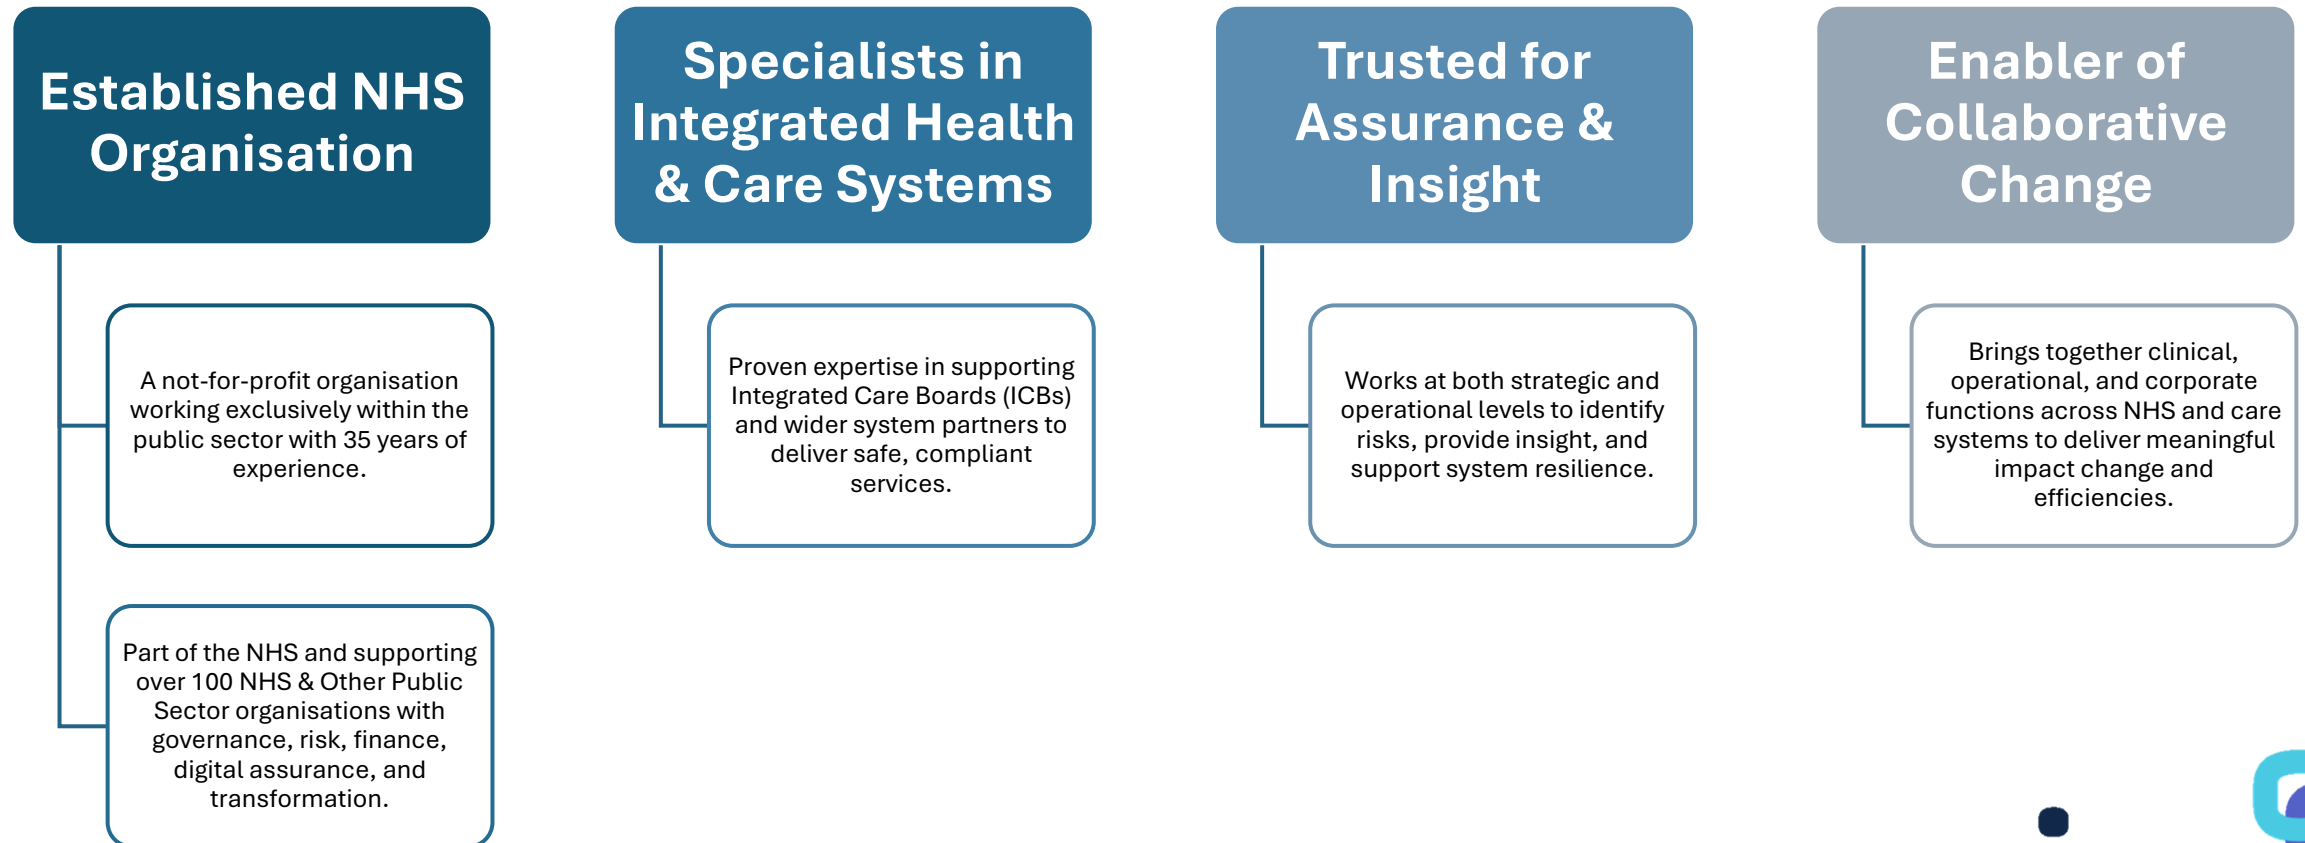 Established NHS
Organisation
A not-for-profit organisation
working exclusively within the
public sector with 35 years of
experience.
Part of the NHS and supporting
over 100 NHS & Other Public
Sector organisations with
governance, risk, finance,
digital assurance, and
transformation.
Specialists in
Integrated Health
& Care Systems
Proven expertise in supporting
Integrated Care Boards (ICBs)
and wider system partners to
deliver safe, compliant
services.
Trusted for
Assurance &
Insight
Works at both strategic and
operational levels to identify
risks, provide insight, and
support system resilience.
Enabler of
Collaborative
Change
Brings together clinical,
operational, and corporate
functions across NHS and care
systems to deliver meaningful
impact change and
efficiencies.